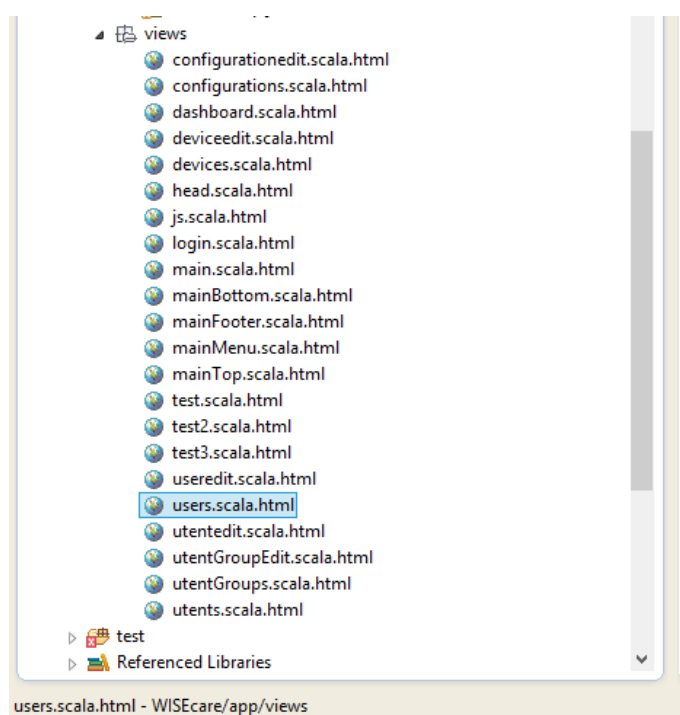 views
configurationedit.scala.html
configurations.scala.html
dashboard.scala.html
deviceedit.scala.html
devices.scala.html
head.scala.html
js.scala.html
login.scala.html
main.scala.html
mainBottom.scala.html
mainFooter.scala.html
mainMenu.scala.html
mainTop.scala.html
test.scala.html
test2.scala.html
test3.scala.html
useredit.scala.html
users.scala.html
utentedit.scala.html
utentGroupEdit.scala.html
utentGroups.scala.html
utents.scala.html
test
Referenced Libraries
users.scala.html - WISEcare/app/views